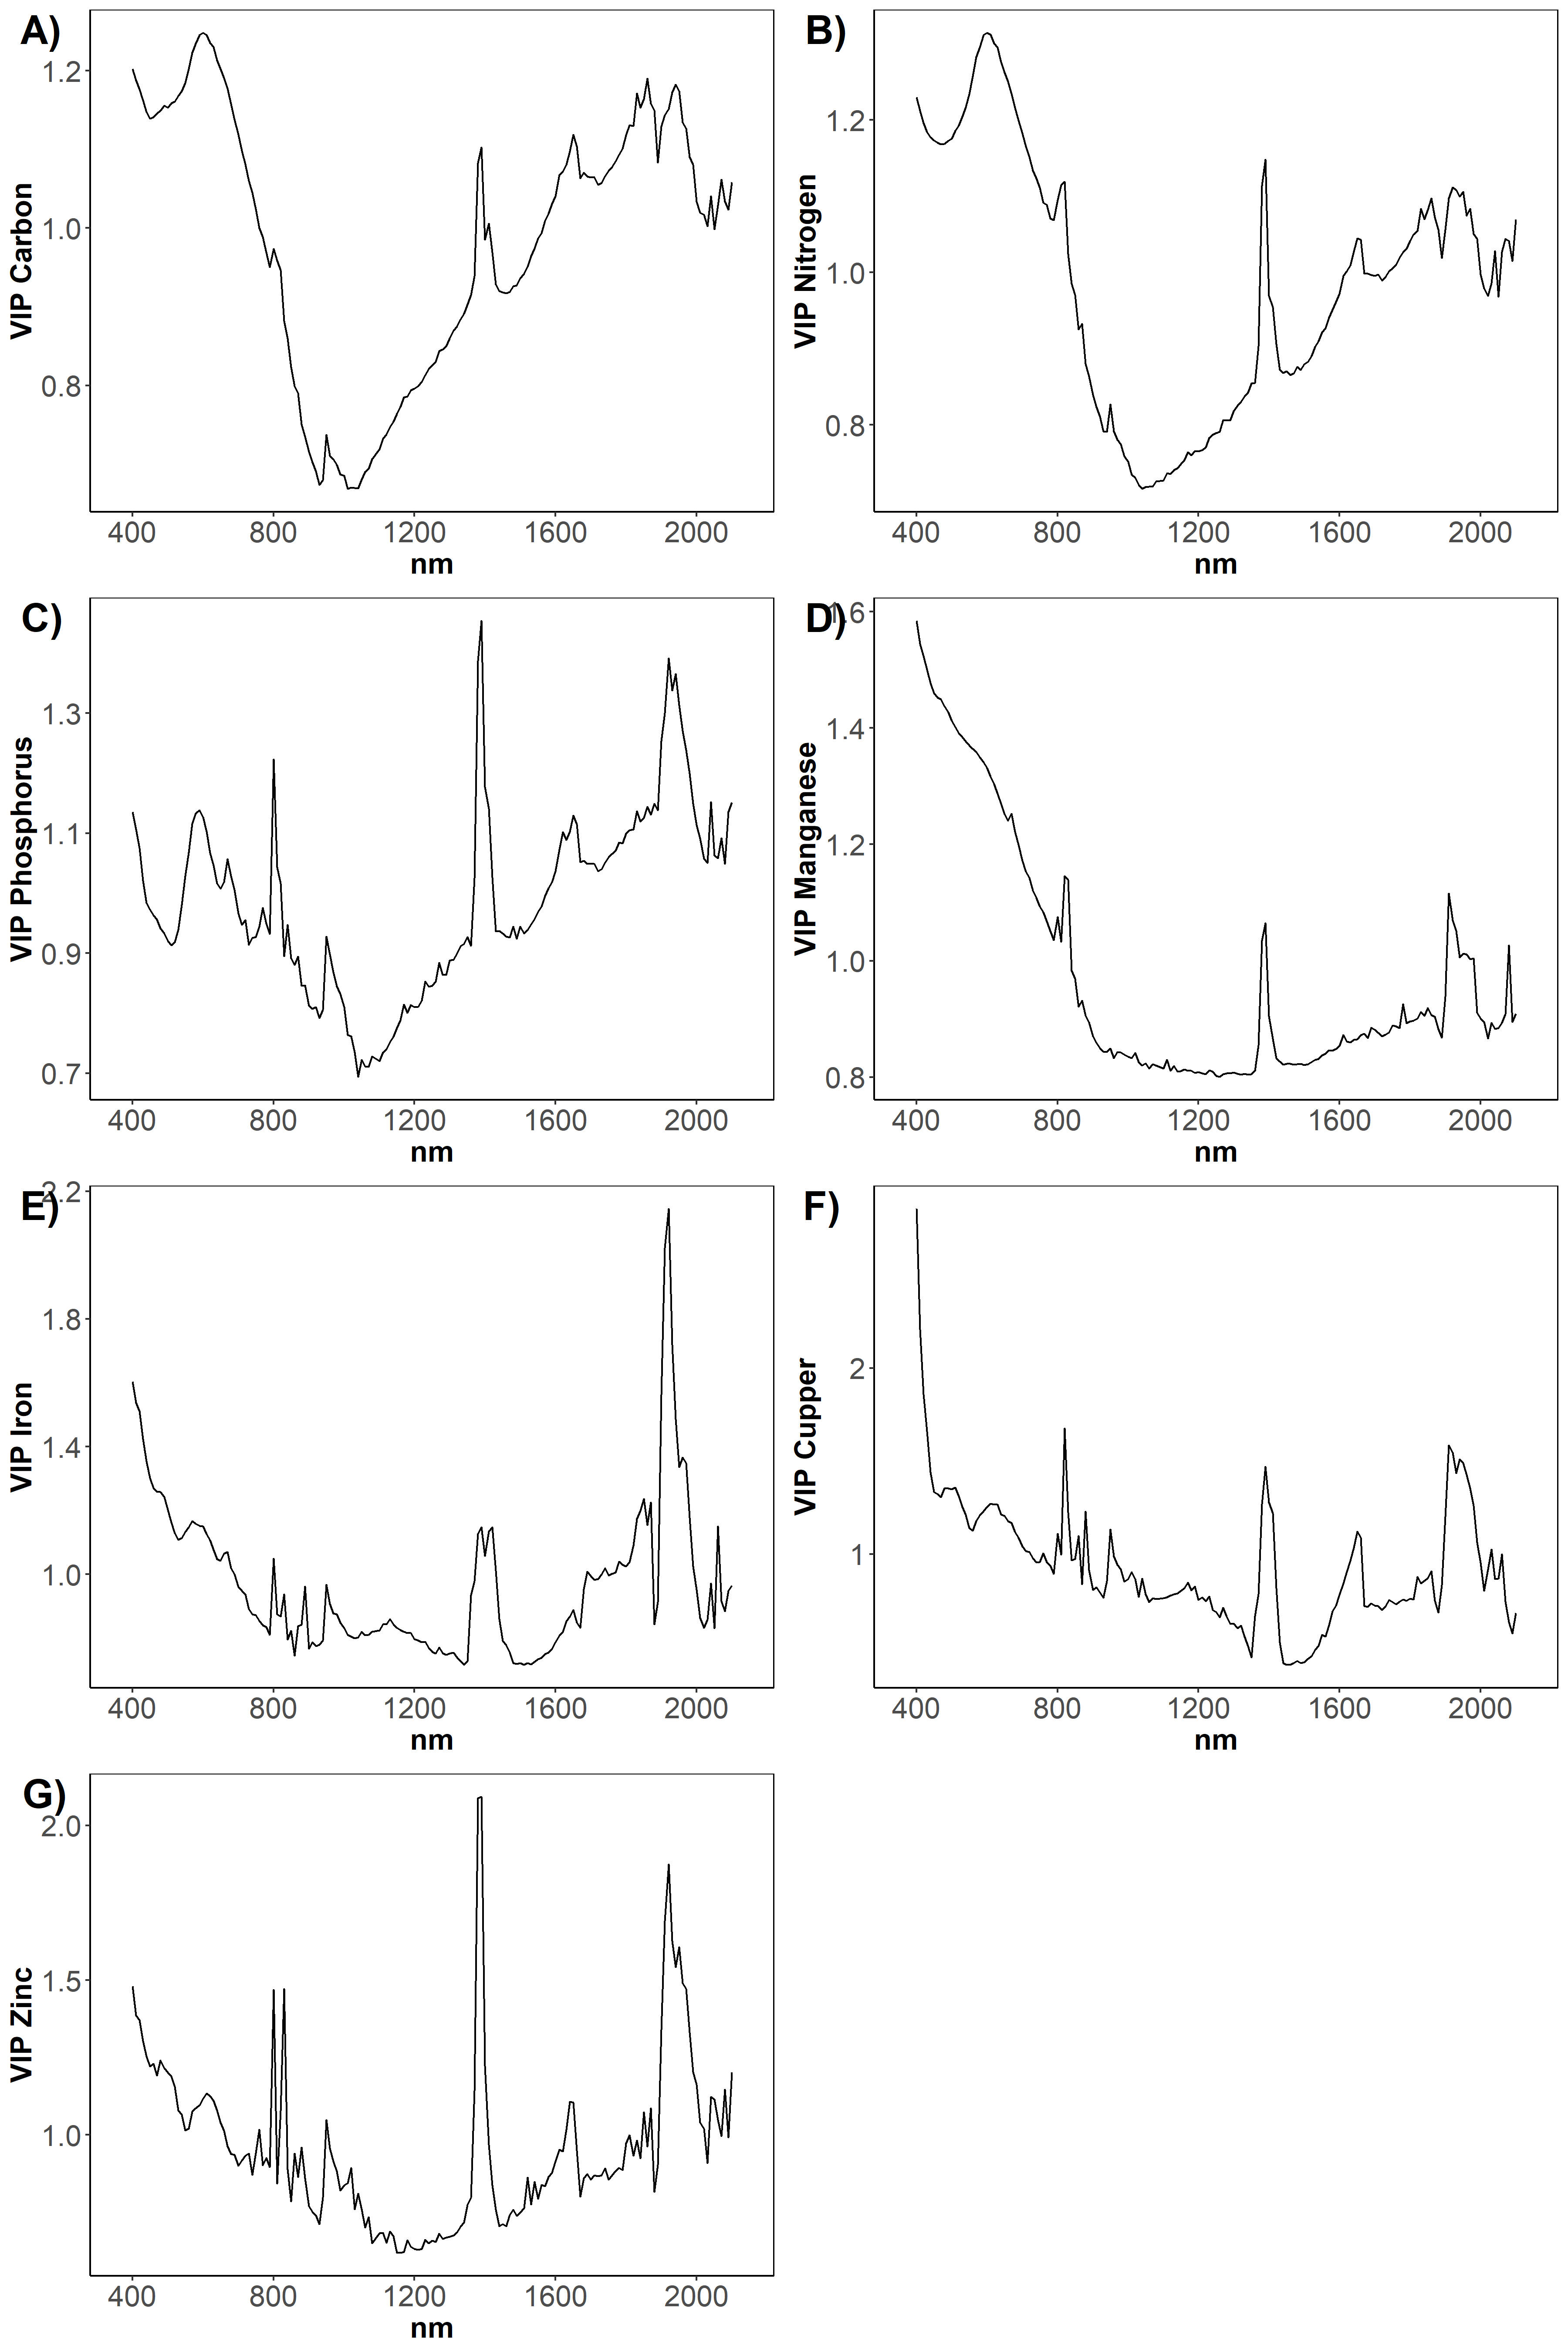 A)
VIP Carbon
1.2
1.0
0.8
400 800 1200 1600 2000
nm
B)
VIP Nitrogen
1.2
1.0
0.8
400 800 1200 1600 2000
nm
C)
VIP Phosphorus
1.3
1.1
0.9
0.7
400 800 1200 1600 2000
nm
D)
VIP Manganese
1.6
1.4
1.2
1.0
0.8
400 800 1200 1600 2000
nm
E)
VIP Iron
2.2
1.8
1.4
1.0
400 800 1200 1600 2000
nm
F)
VIP Cupper
2
1
400 800 1200 1600 2000
nm
G)
VIP Zinc
2.0
1.5
1.0
400 800 1200 1600 2000
nm